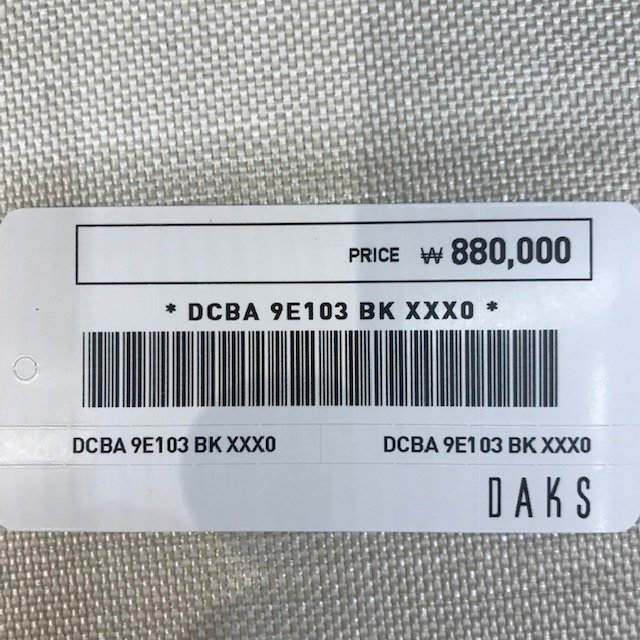 PRICE ₩ 880,000
* DCBA 9E103 BK XXX0 *
DCBA 9E103 BK XXX0 DCBA 9E103 BK XXX0
DAKS